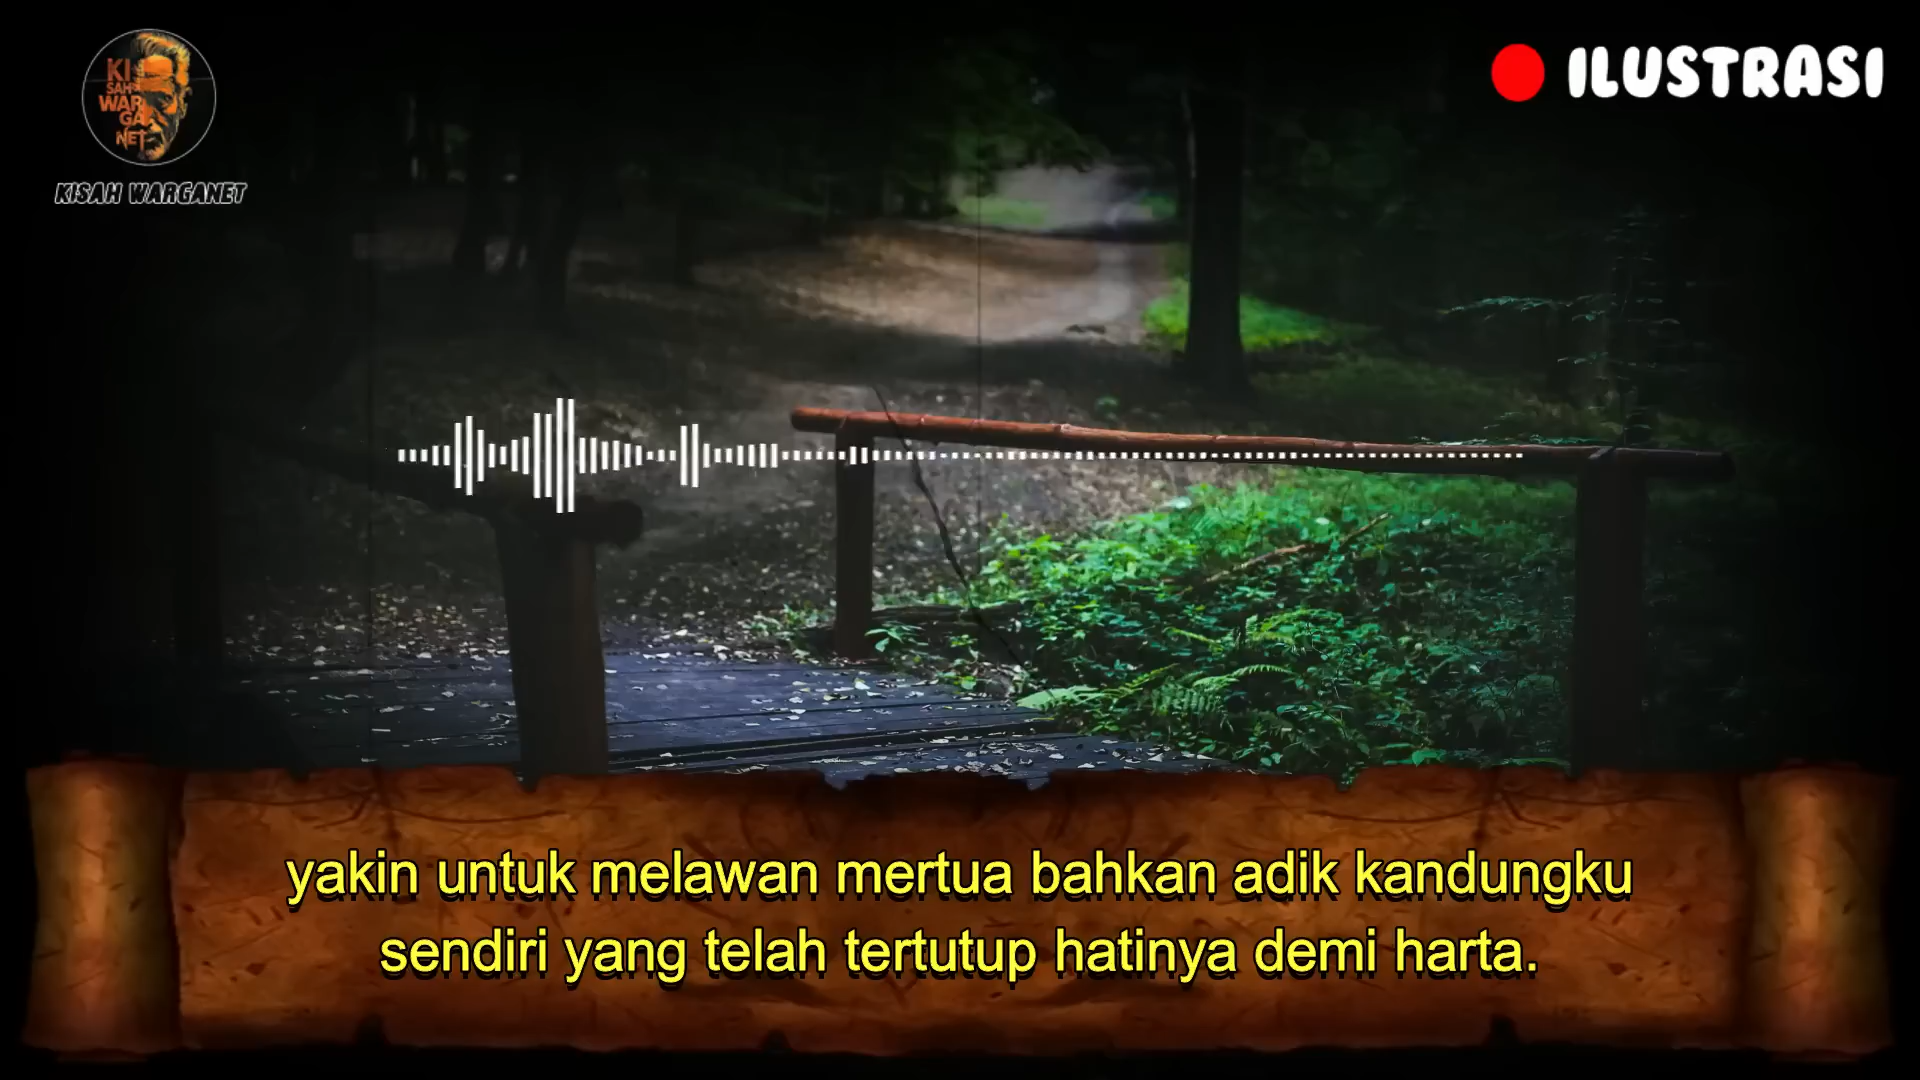 KI
SAH
WAR
GA
NET
KISAH WARGANET
ILUSTRASI
yakin untuk melawan mertua bahkan adik kandungku
sendiri yang telah tertutup hatinya demi harta.